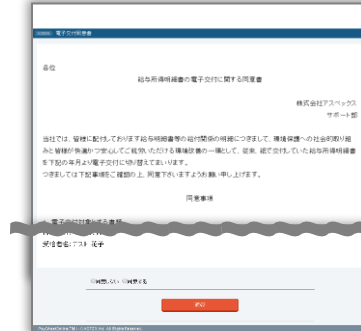 電子交付同意書
各位
給与所得明細書の電子交付に関する同意書
株式会社アスペックス
サポート部
当社では、皆様に配付しております給与明細書等の給付関係の明細につきまして、環境保護への社会的取り組
みと皆様が快適かつ安心してご就労いただける環境改善の一環として、従来、紙で交付していた給与所得明細書
を下記の年月より電子交付に切り替えてまいります。
つきましては下記事項をご確認の上、同意下さいますようお願い申し上げます。
同意事項
受給者名：テスト 花子
同意しない 同意する